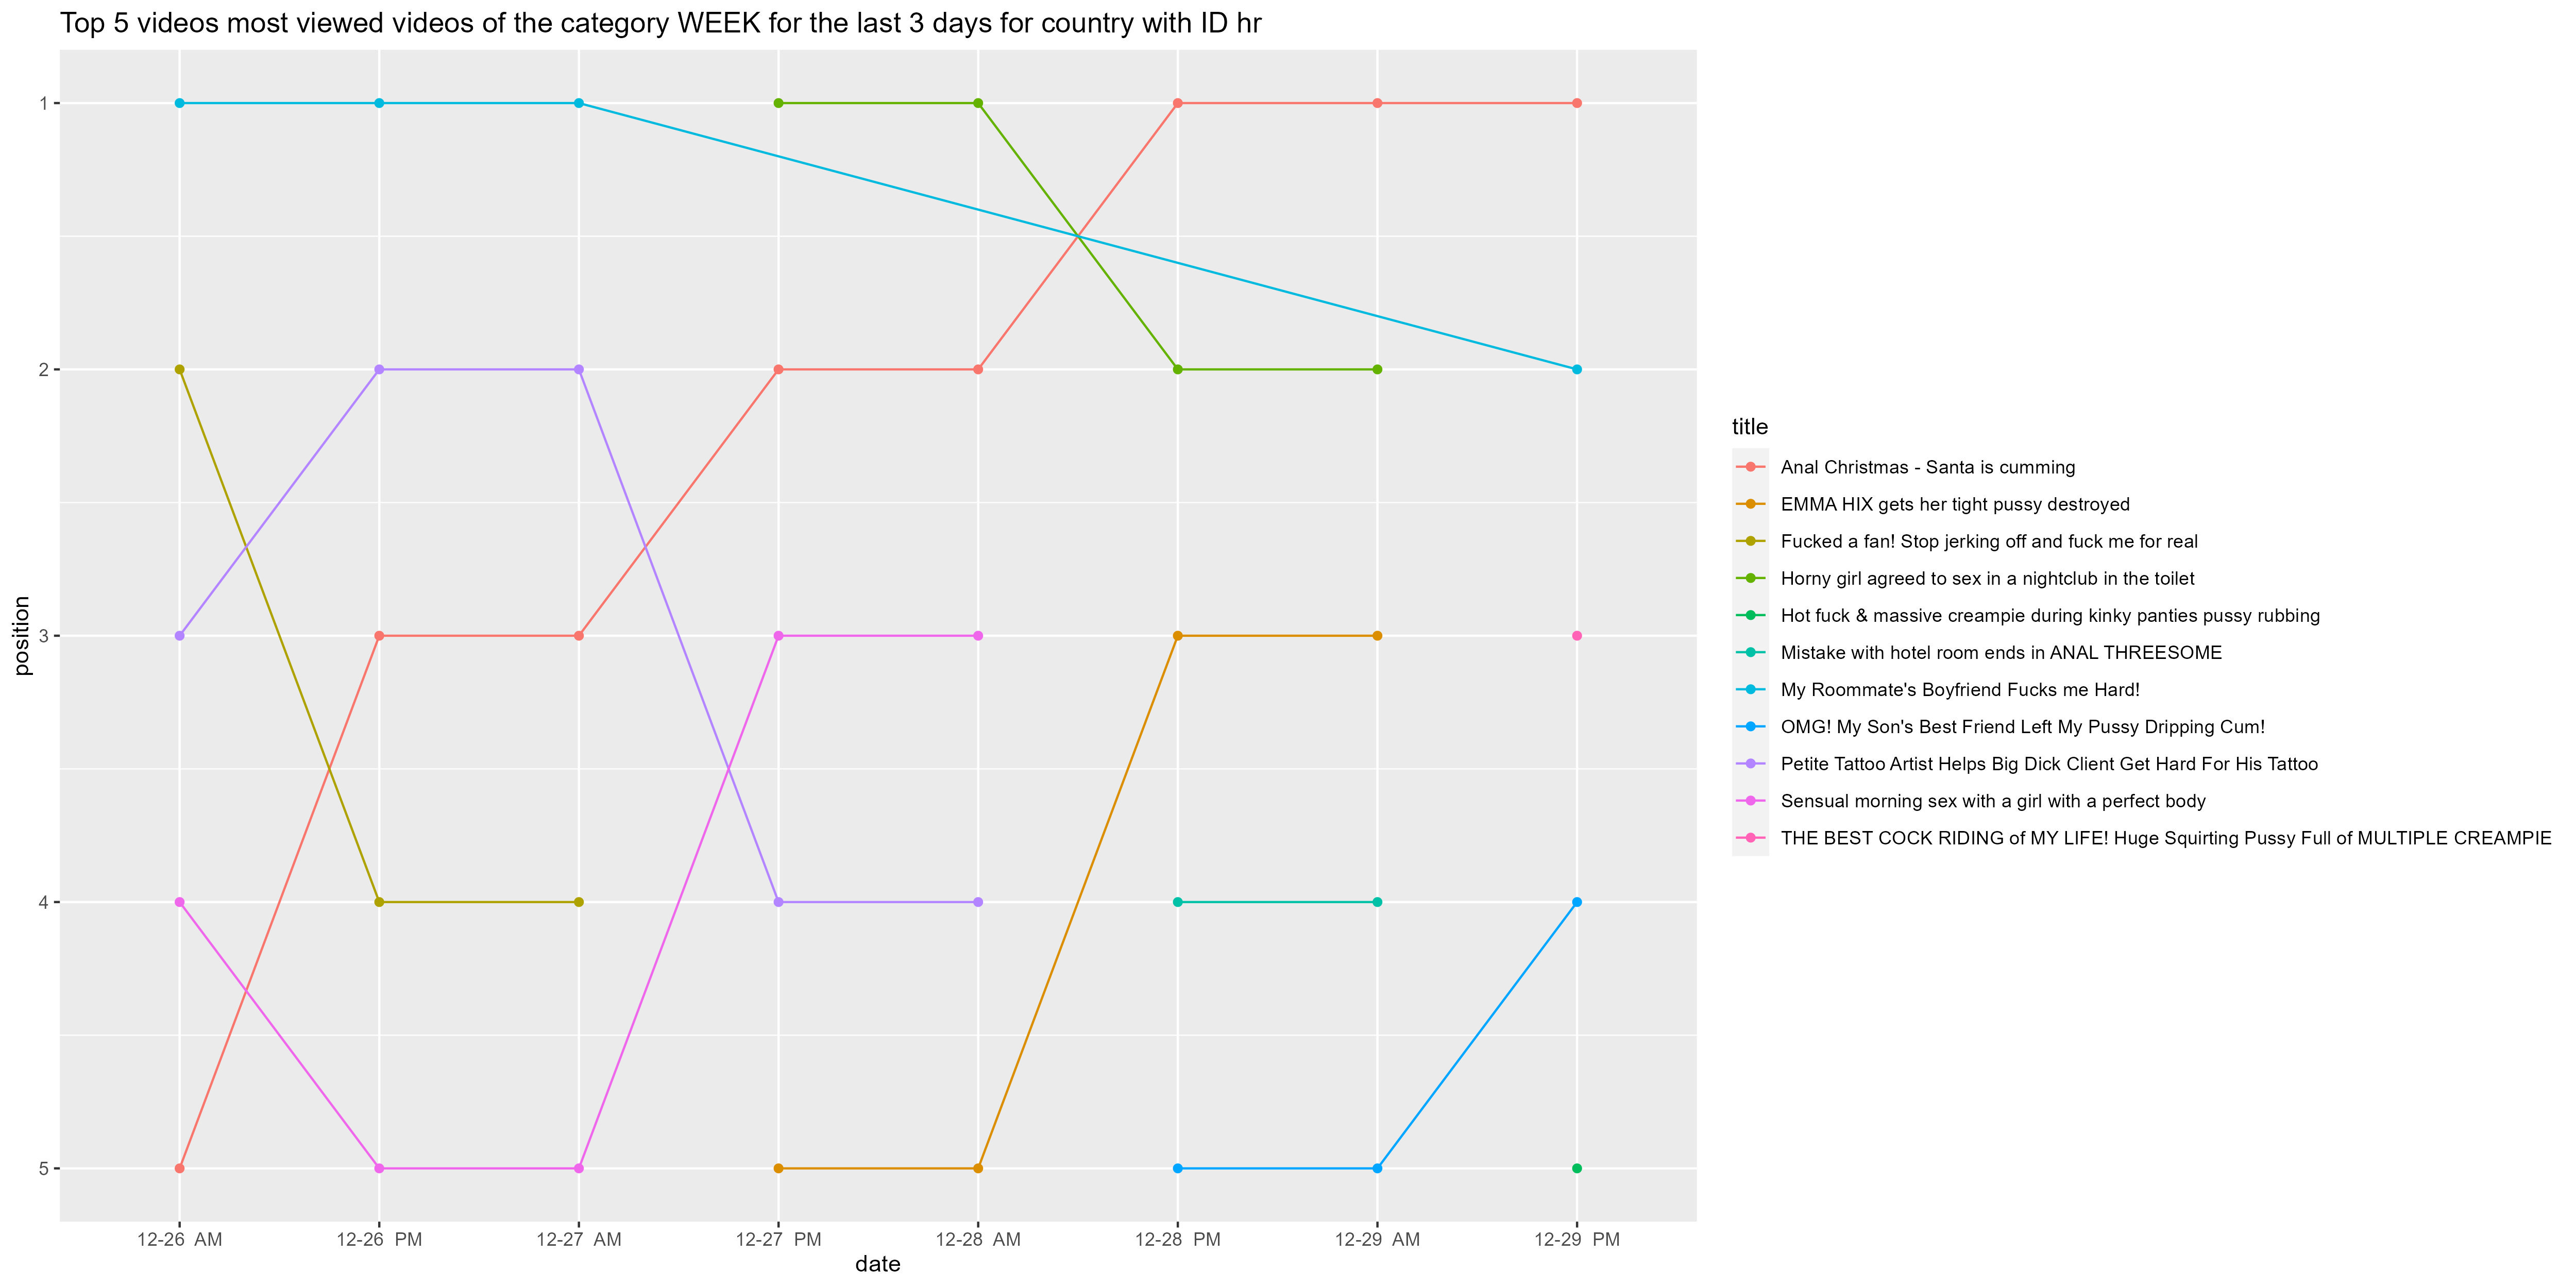 Top 5 videos most viewed videos of the category WEEK for the last 3 days for country with ID hr
1
2
3
4
5
position
12-26 AM
12-26 PM
12-27 AM
12-27 PM
12-28 AM
12-28 PM
12-29 AM
12-29 PM
date
title
Anal Christmas - Santa is cumming
EMMA HIX gets her tight pussy destroyed
Fucked a fan! Stop jerking off and fuck me for real
Horny girl agreed to sex in a nightclub in the toilet
Hot fuck & massive creampie during kinky panties pussy rubbing
Mistake with hotel room ends in ANAL THREESOME
My Roommate's Boyfriend Fucks me Hard!
OMG! My Son's Best Friend Left My Pussy Dripping Cum!
Petite Tattoo Artist Helps Big Dick Client Get Hard For His Tattoo
Sensual morning sex with a girl with a perfect body
THE BEST COCK RIDING of MY LIFE! Huge Squirting Pussy Full of MULTIPLE CREAMPIE